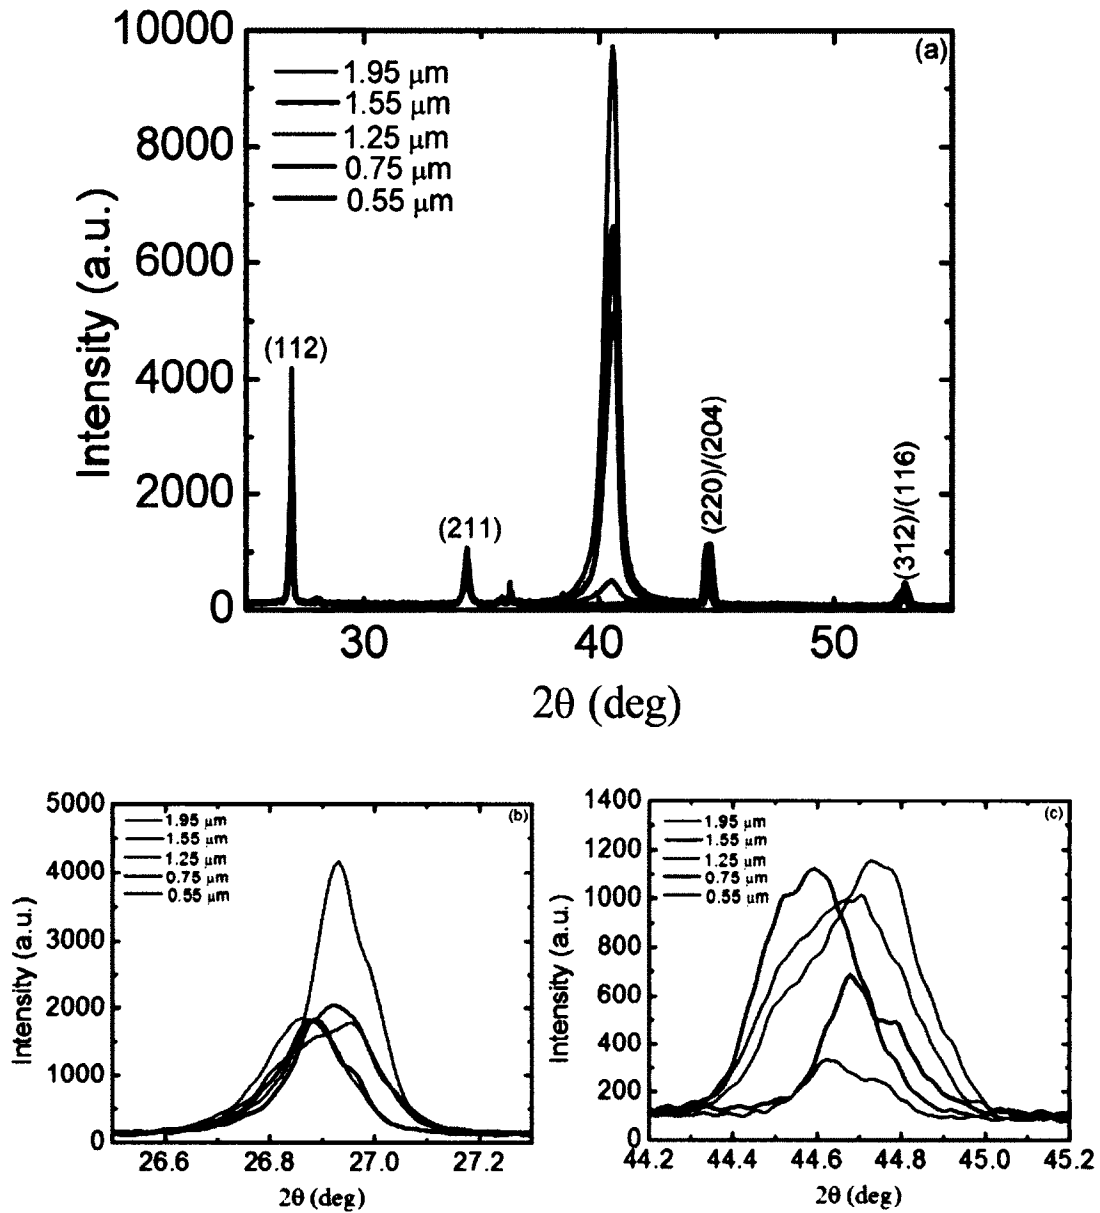 10000
(a)
1.95 μm
1.55 μm
1.25 μm
0.75 μm
0.55 μm
8000
6000
4000
2000
0
Intensity (a.u.)
(112)
(211)
(220)/(204)
(312)/(116)
30
40
50
2θ (deg)
5000
(b)
1.95 μm
1.55 μm
1.25 μm
0.75 μm
0.55 μm
4000
3000
2000
1000
0
Intensity (a.u.)
26.6
26.8
27.0
27.2
2θ (deg)
1400
(c)
1.95 μm
1.55 μm
1.25 μm
0.75 μm
0.55 μm
1200
1000
800
600
400
200
0
Intensity (a.u.)
44.2
44.4
44.6
44.8
45.0
45.2
2θ (deg)